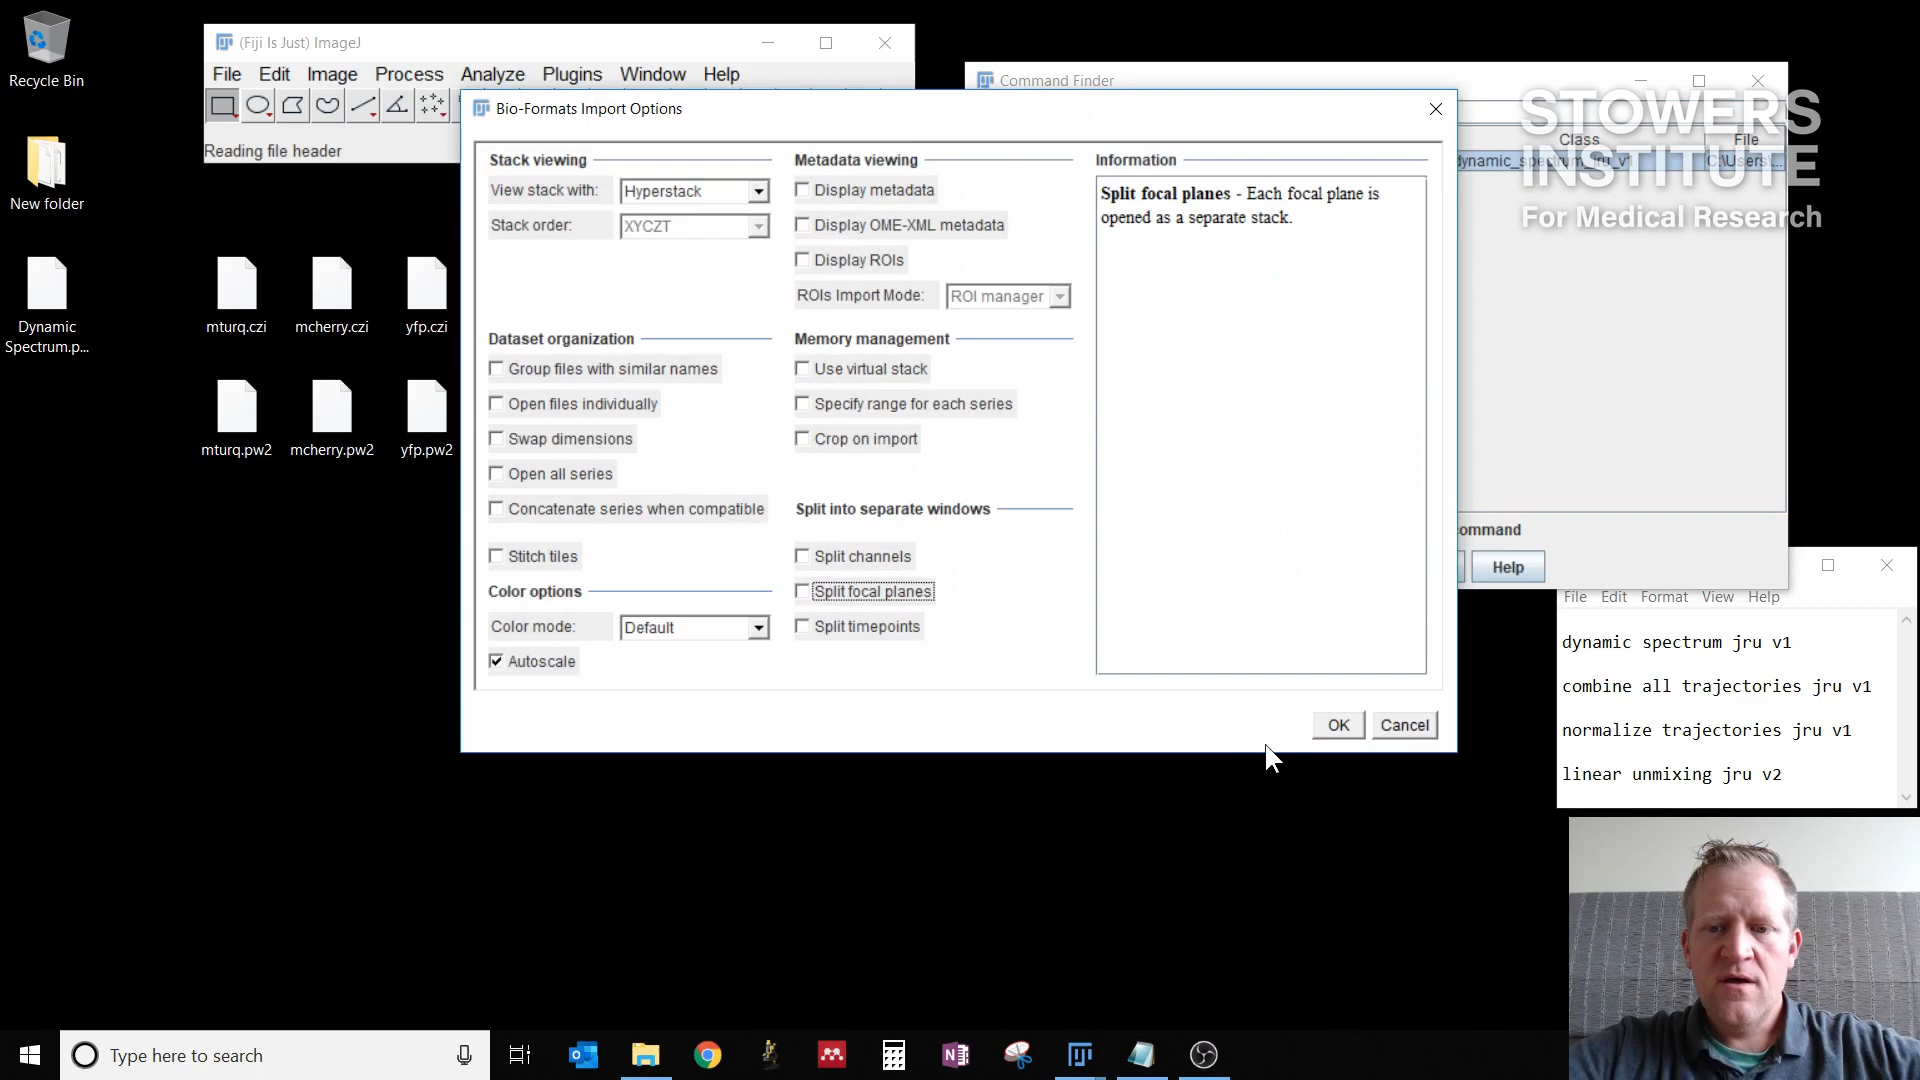 Recycle Bin
New folder
Dynamic
Spectrum.p...
(Fiji Is Just) ImageJ
File Edit Image Process Analyze Plugins Window Help
Reading file header
mturq.czi mcherry.czi yfp.czi
mturq.pw2 mcherry.pw2 yfp.pw2
Command Finder
Class File
dynamic_spectrum_jru_v1 C:\Users\...
STOWERS
INSTITUTE
For Medical Research
Bio-Formats Import Options
Stack viewing
View stack with: Hyperstack
Stack order: XYCZT
Dataset organization
Group files with similar names
Open files individually
Swap dimensions
Open all series
Concatenate series when compatible
Stitch tiles
Color options
Color mode: Default
Autoscale
Metadata viewing
Display metadata
Display OME-XML metadata
Display ROIs
ROIs Import Mode: ROI manager
Memory management
Use virtual stack
Specify range for each series
Crop on import
Split into separate windows
Split channels
Split focal planes
Split timepoints
Information
Split focal planes - Each focal plane is
opened as a separate stack.
OK Cancel
ommand
Help
File Edit Format View Help
dynamic spectrum jru v1
combine all trajectories jru v1
normalize trajectories jru v1
linear unmixing jru v2
Type here to search